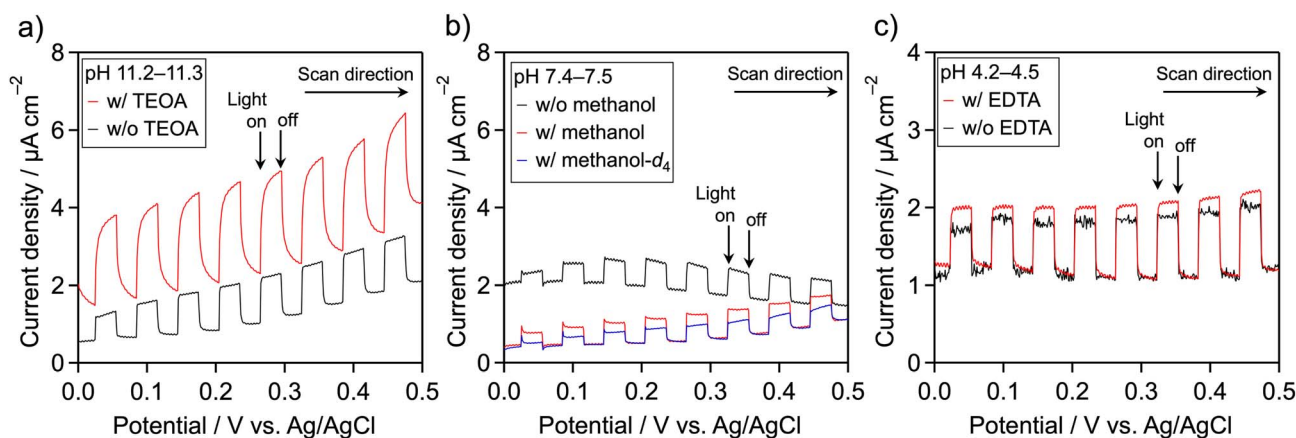 a)
8
6
4
2
0
Current density / µA cm⁻²
pH 11.2–11.3
w/ TEOA
w/o TEOA
Scan direction
Light
on
off
0.0 0.1 0.2 0.3 0.4 0.5
Potential / V vs. Ag/AgCl
b)
8
6
4
2
0
Current density / µA cm⁻²
pH 7.4–7.5
w/o methanol
w/ methanol
w/ methanol-d₄
Scan direction
Light
on
off
0.0 0.1 0.2 0.3 0.4 0.5
Potential / V vs. Ag/AgCl
c)
4
3
2
1
0
Current density / µA cm⁻²
pH 4.2–4.5
w/ EDTA
w/o EDTA
Scan direction
Light
on
off
0.0 0.1 0.2 0.3 0.4 0.5
Potential / V vs. Ag/AgCl